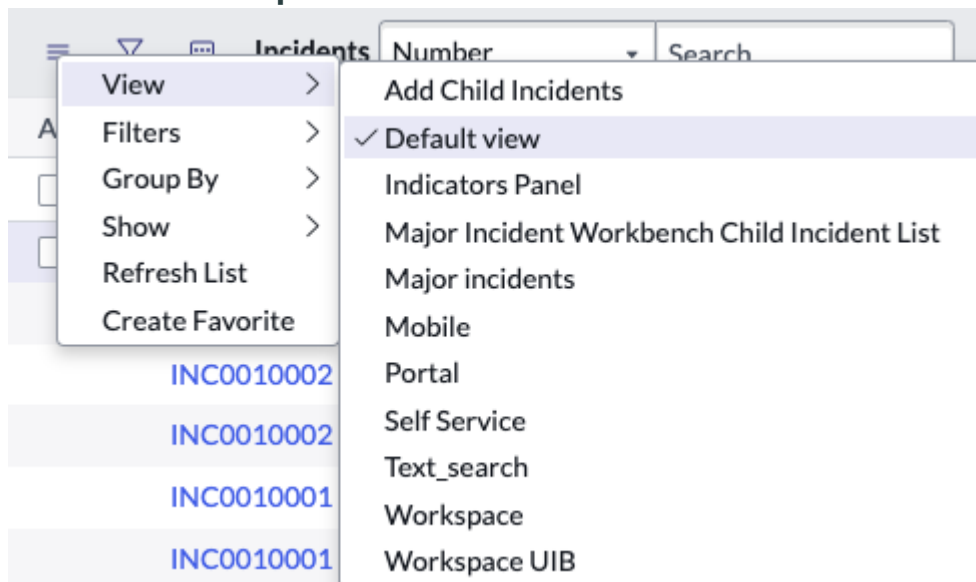 Incidents Number Search
View
Filters
Group By
Show
Refresh List
Create Favorite
Add Child Incidents
Default view
Indicators Panel
Major Incident Workbench Child Incident List
Major incidents
Mobile
Portal
Self Service
Text_search
Workspace
Workspace UIB
A
INC0010002
INC0010002
INC0010001
INC0010001